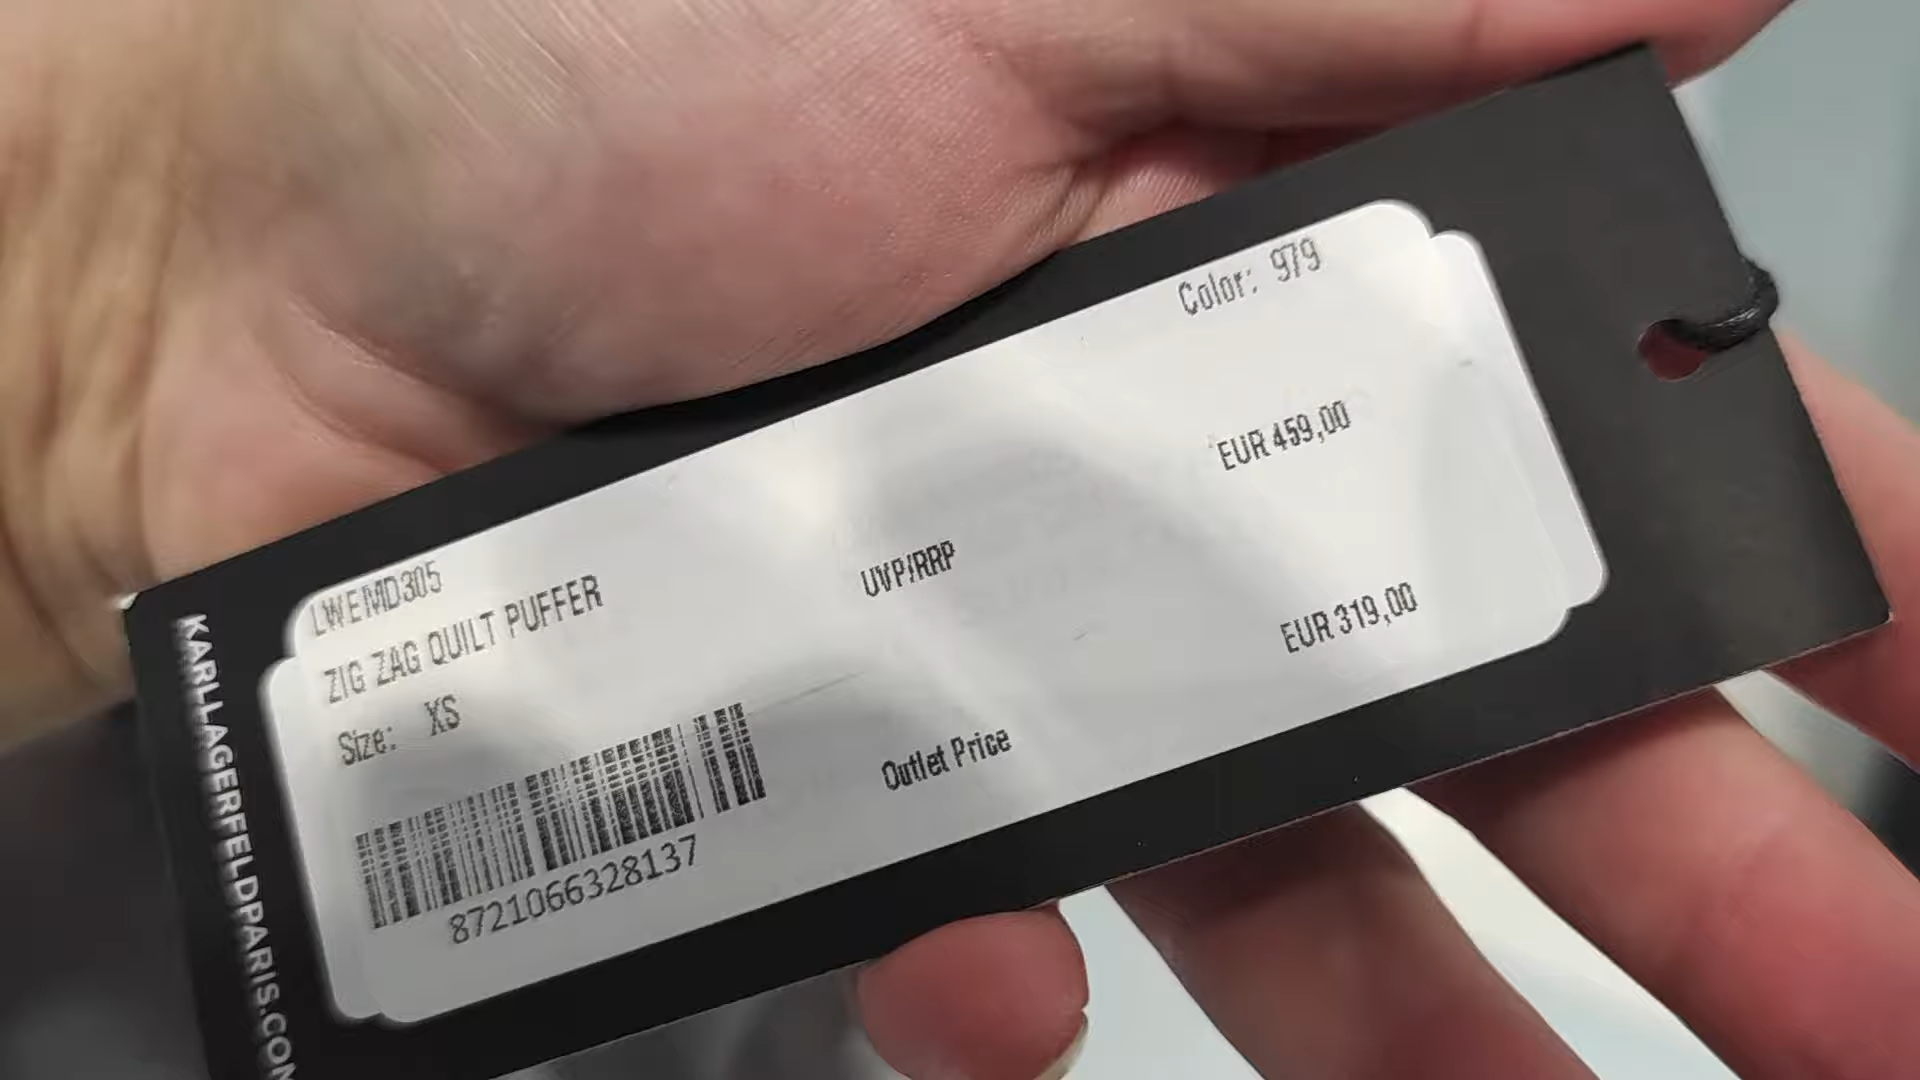 Color: 979
LWEMD305
ZIG ZAG QUILT PUFFER
Size: XS
UVP/RRP EUR 459,00
Outlet Price EUR 319,00
8721066328137
KARLLAGERFELDPARIS.COM